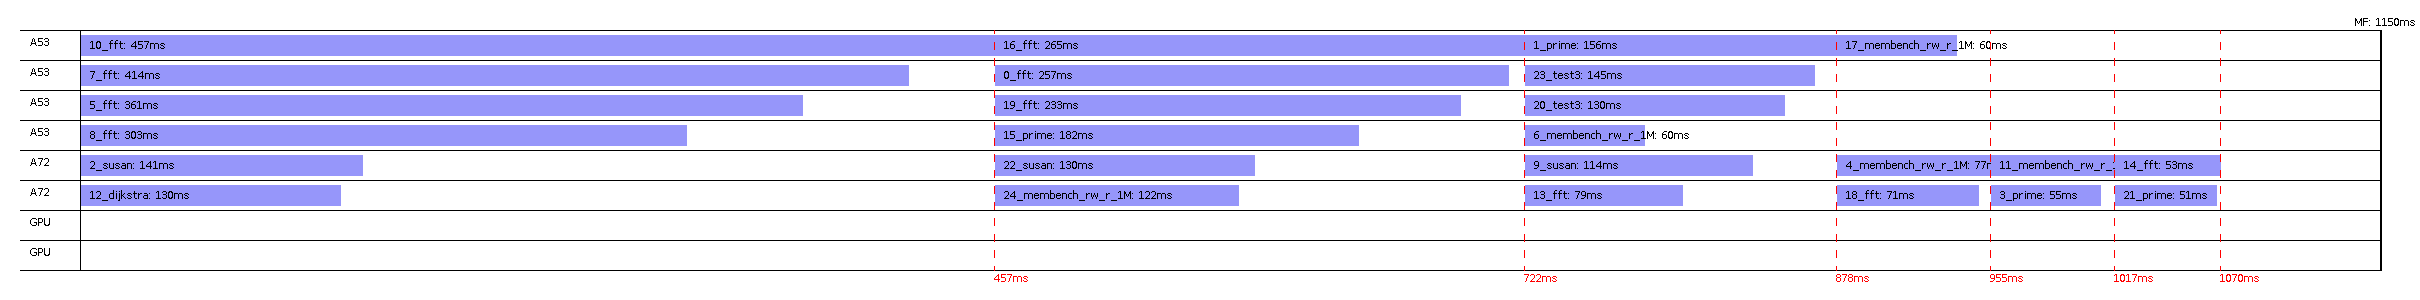 MF: 1150ms
A53 10_fft: 457ms 16_fft: 265ms 1_prime: 156ms 17_membench_rw_r_1M: 60ms
A53 7_fft: 414ms 0_fft: 257ms 23_test3: 145ms
A53 5_fft: 361ms 19_fft: 233ms 20_test3: 130ms
A53 8_fft: 303ms 15_prime: 182ms 6_membench_rw_r_1M: 60ms
A72 2_susan: 141ms 22_susan: 130ms 9_susan: 114ms 4_membench_rw_r_1M: 77 11_membench_rw_r_ 14_fft: 53ms
A72 12_dijkstra: 130ms 24_membench_rw_r_1M: 122ms 13_fft: 79ms 18_fft: 71ms 3_prime: 55ms 21_prime: 51ms
GPU
GPU
457ms 722ms 878ms 955ms 1017ms 1070ms